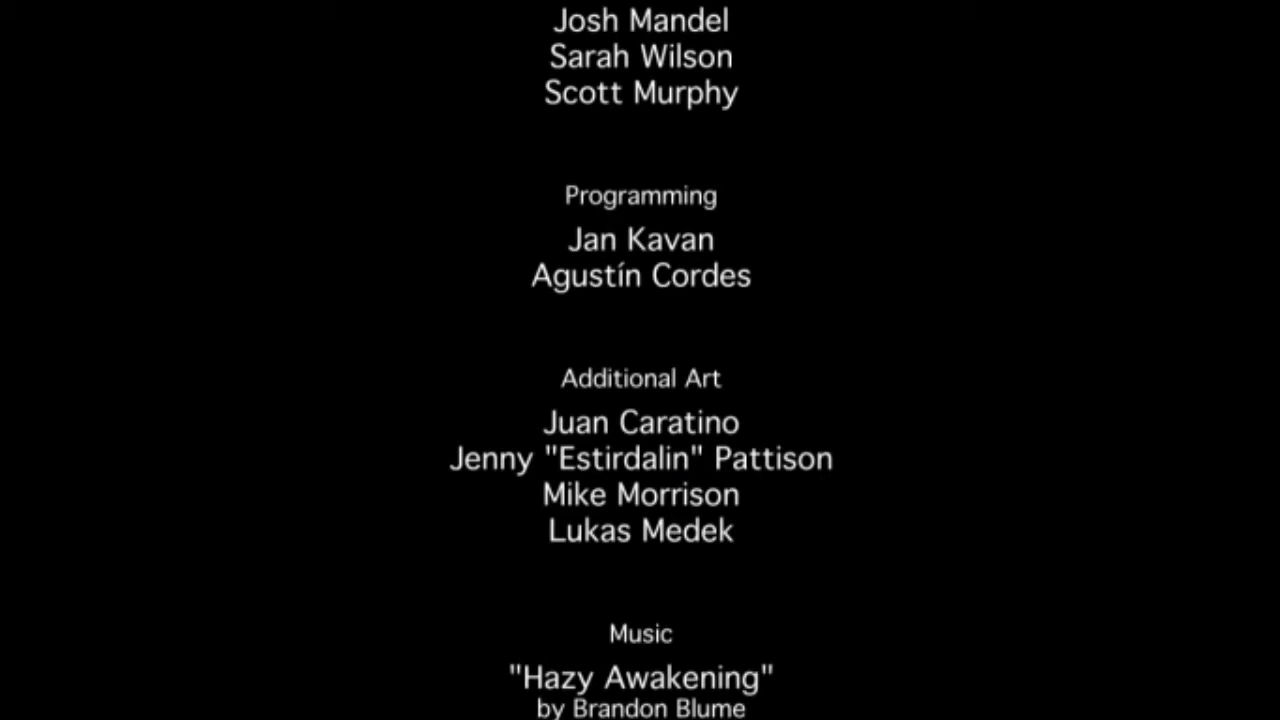 Josh Mandel
Sarah Wilson
Scott Murphy
Programming
Jan Kavan
Agustín Cordes
Additional Art
Juan Caratino
Jenny "Estirdalin" Pattison
Mike Morrison
Lukas Medek
Music
"Hazy Awakening"
by Brandon Blume